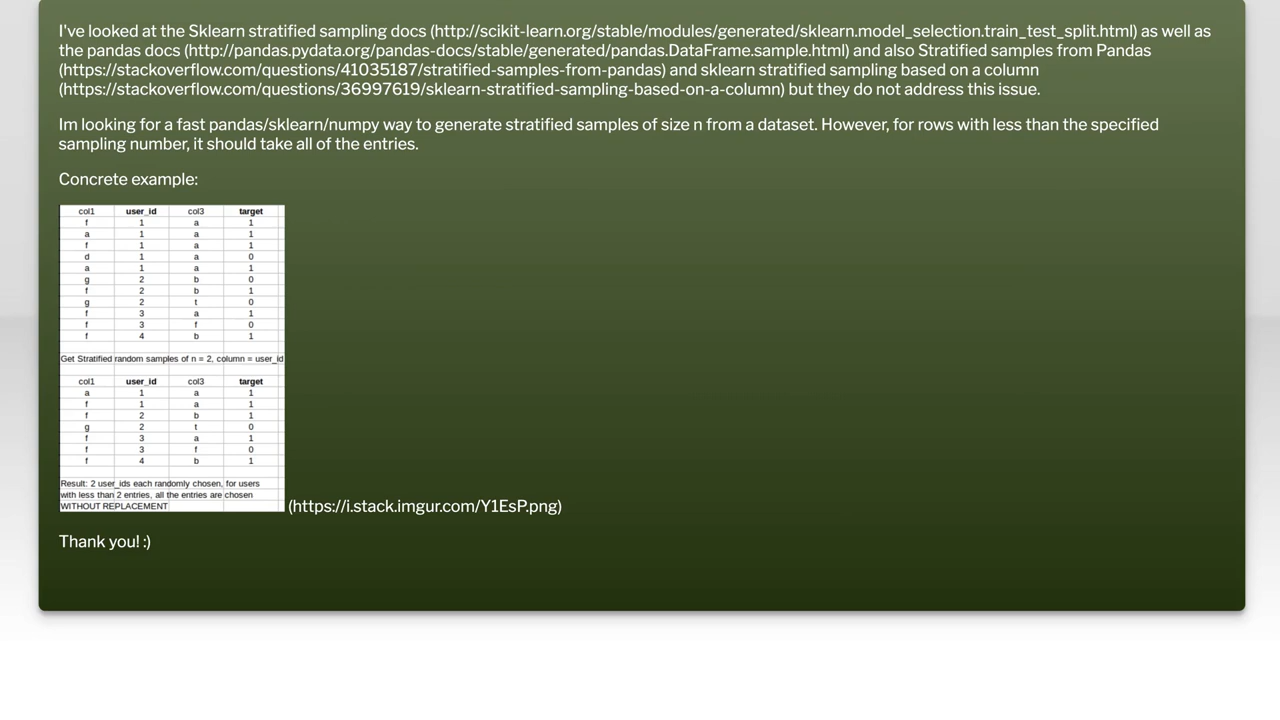 I've looked at the Sklearn stratified sampling docs (http://scikit-learn.org/stable/modules/generated/sklearn.model_selection.train_test_split.html) as well as
the pandas docs (http://pandas.pydata.org/pandas-docs/stable/generated/pandas.DataFrame.sample.html) and also Stratified samples from Pandas
(https://stackoverflow.com/questions/41035187/stratified-samples-from-pandas) and sklearn stratified sampling based on a column
(https://stackoverflow.com/questions/36997619/sklearn-stratified-sampling-based-on-a-column) but they do not address this issue.
Im looking for a fast pandas/sklearn/numpy way to generate stratified samples of size n from a dataset. However, for rows with less than the specified
sampling number, it should take all of the entries.
Concrete example:
col1 user_id col3 target
f 1 a 1
a 1 a 1
f 1 a 1
d 1 a 0
a 1 a 1
g 2 b 0
f 2 b 1
g 2 t 0
f 3 a 1
f 3 f 0
f 4 b 1
Get Stratified random samples of n = 2, column = user_id
col1 user_id col3 target
a 1 a 1
f 1 a 1
f 2 b 1
g 2 t 0
f 3 a 1
f 3 f 0
f 4 b 1
Result: 2 user_ids each randomly chosen, for users
with less than 2 entries, all the entries are chosen
WITHOUT REPLACEMENT
(https://i.stack.imgur.com/Y1EsP.png)
Thank you! :)